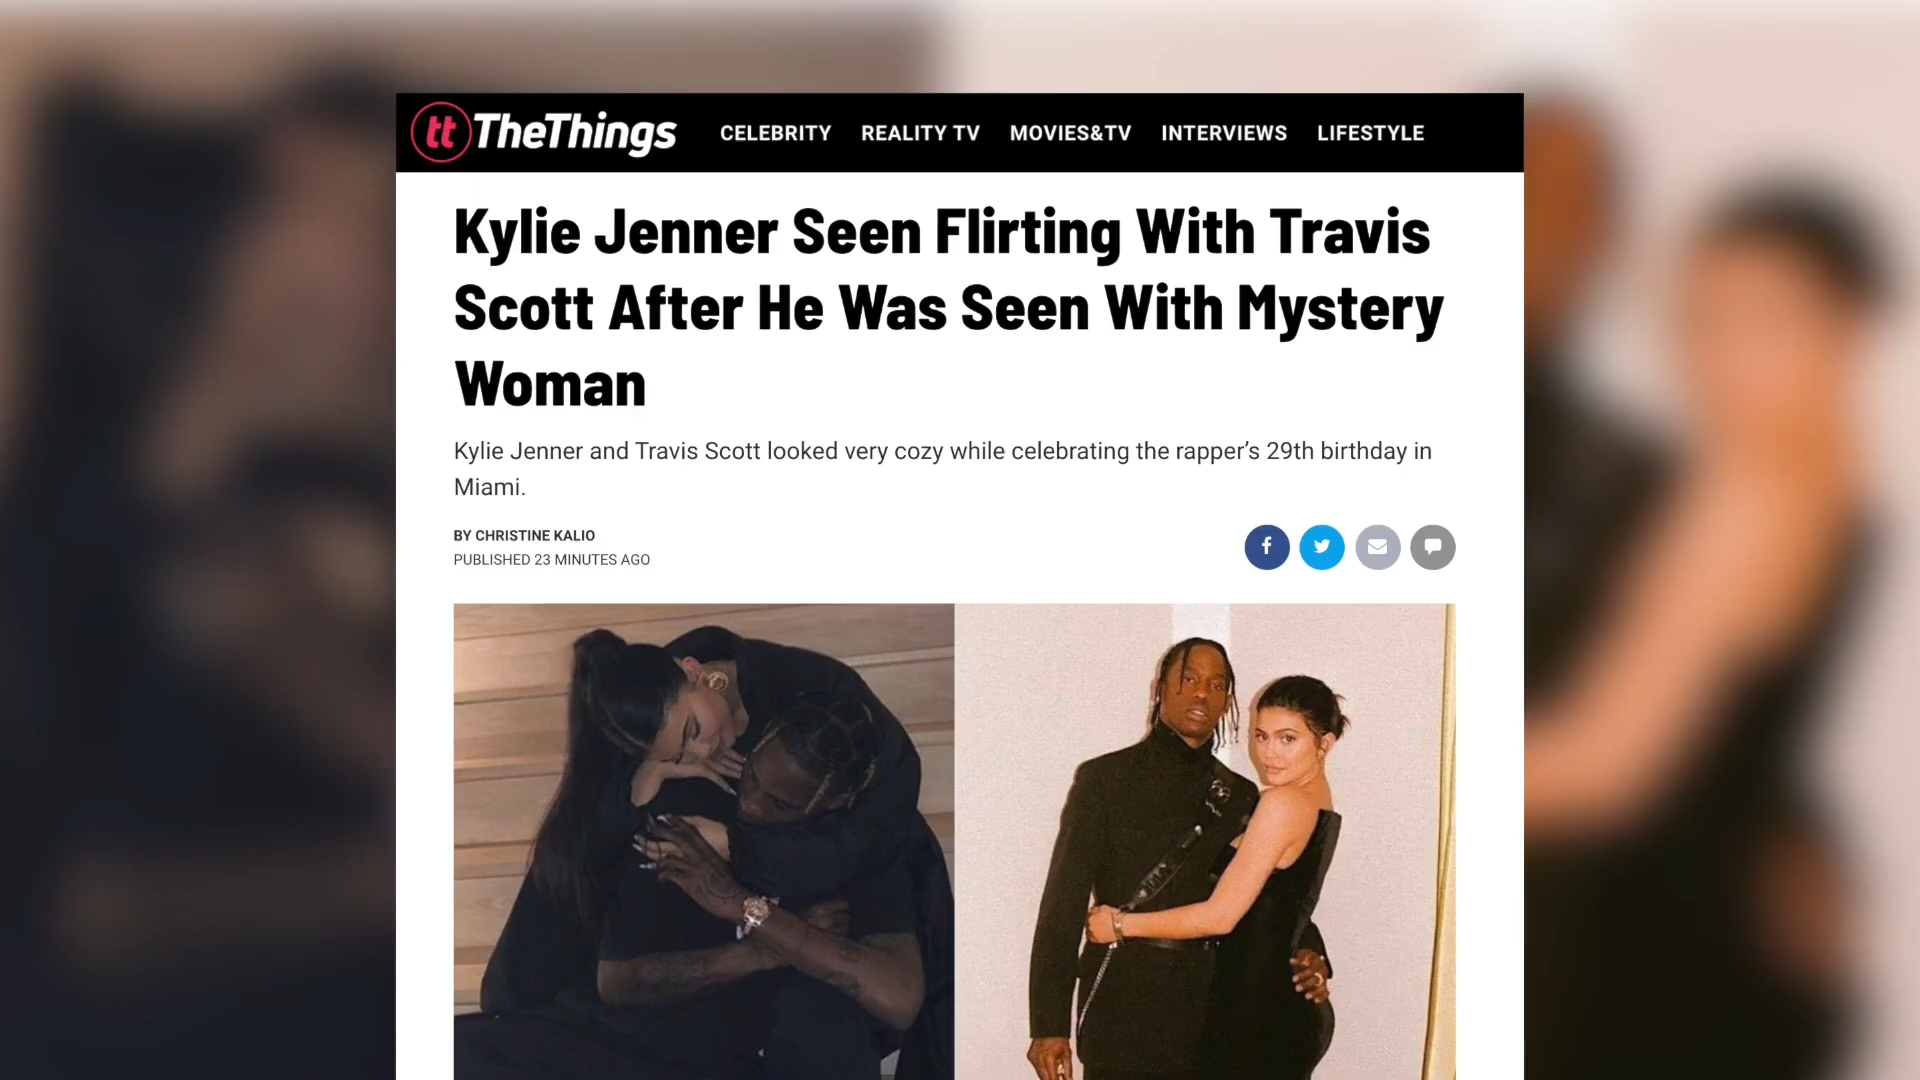 tt TheThings CELEBRITY REALITY TV MOVIES&TV INTERVIEWS LIFESTYLE
Kylie Jenner Seen Flirting With Travis
Scott After He Was Seen With Mystery
Woman
Kylie Jenner and Travis Scott looked very cozy while celebrating the rapper’s 29th birthday in
Miami.
BY CHRISTINE KALIO
PUBLISHED 23 MINUTES AGO